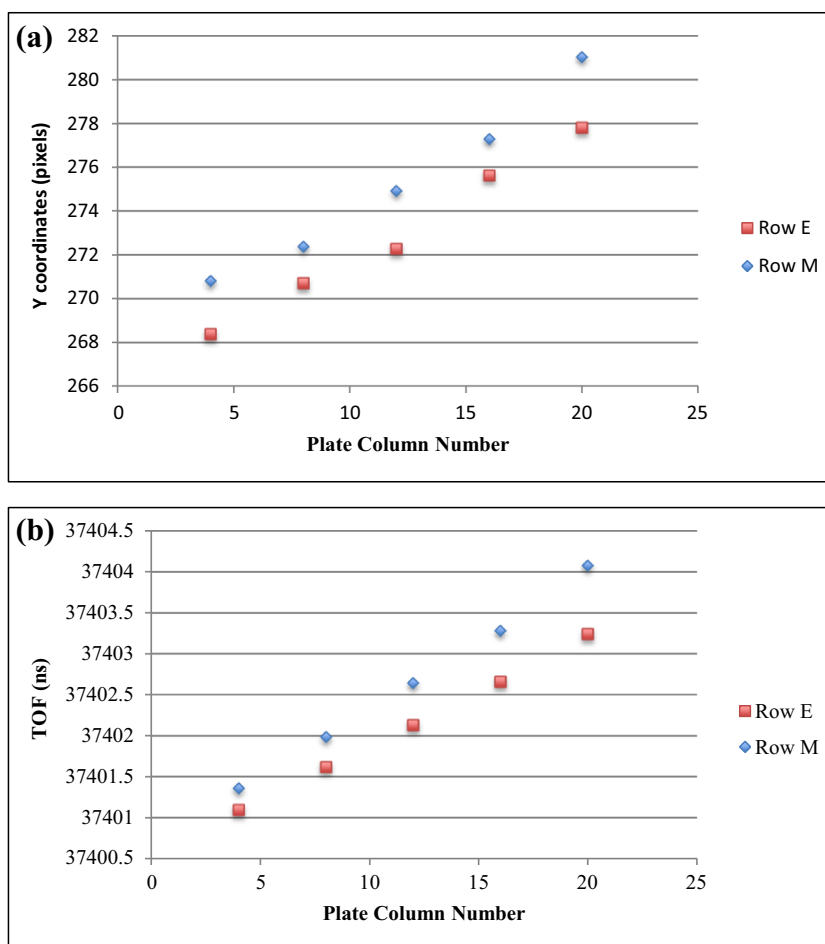 (a)
282
280
278
276
274
272
270
268
266
Y coordinates (pixels)
0 5 10 15 20 25
Plate Column Number
Row E
Row M
(b)
37404.5
37404
37403.5
37403
37402.5
37402
37401.5
37401
37400.5
TOF (ns)
0 5 10 15 20 25
Plate Column Number
Row E
Row M